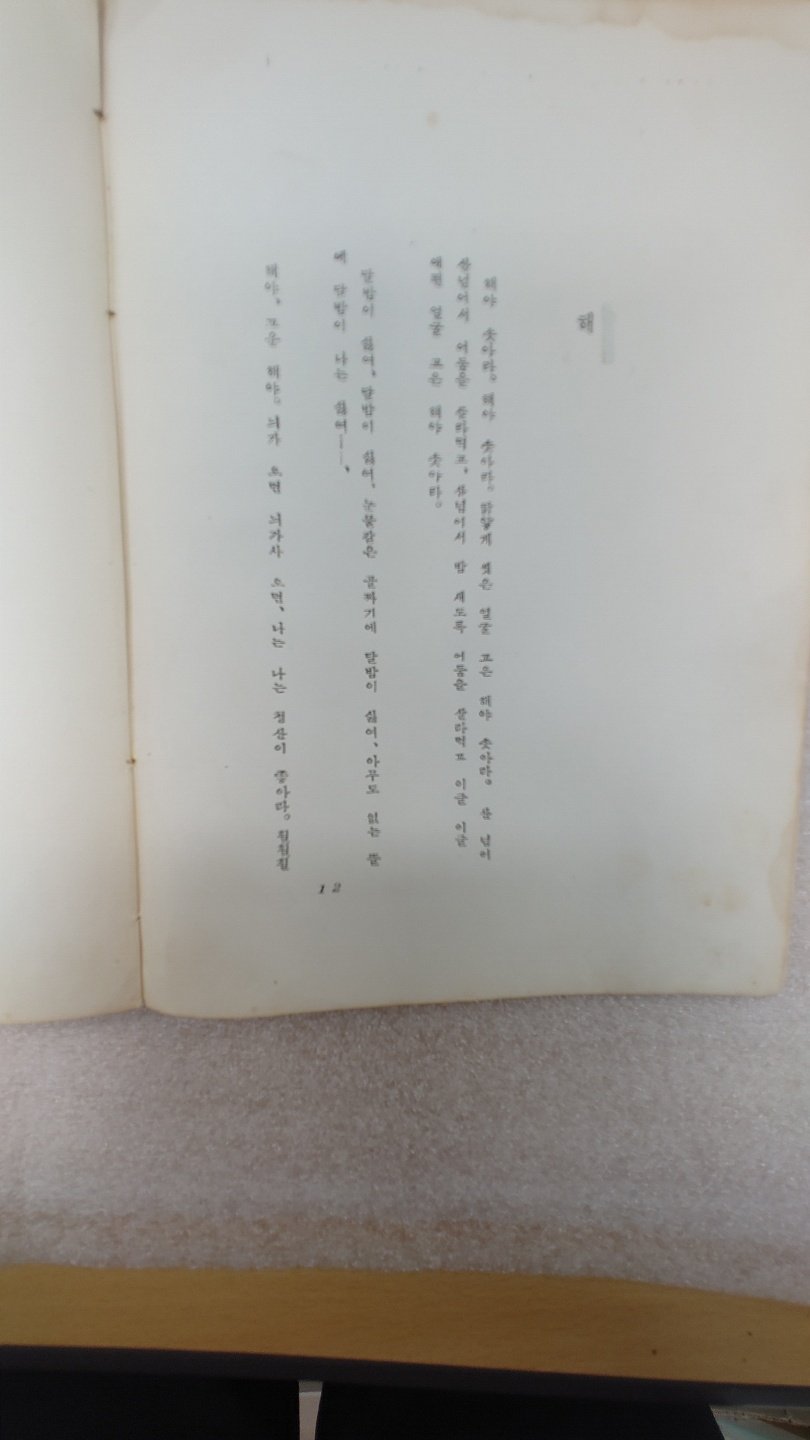 해
해야 솟아라。해야 솟아라。맑앟게 씻은 얼굴 고은 해야 솟아라。 산 넘어
산넘어서 어둠을 살라먹고, 산넘어서 밤 새도록 어둠을 살라먹고 이글 이글
애띈 얼굴 고은 해야 솟아라。
달밤이 싫여, 달밤이 싫여, 눈물같은 골짜기에 달밤이 싫여, 아무도 없는 뜰
에 달밤이 나는 싫여……,
해야, 고운 해야。늬가 오면 늬가사 오면, 나는 나는 청산이 좋아라。훨훨훨
12